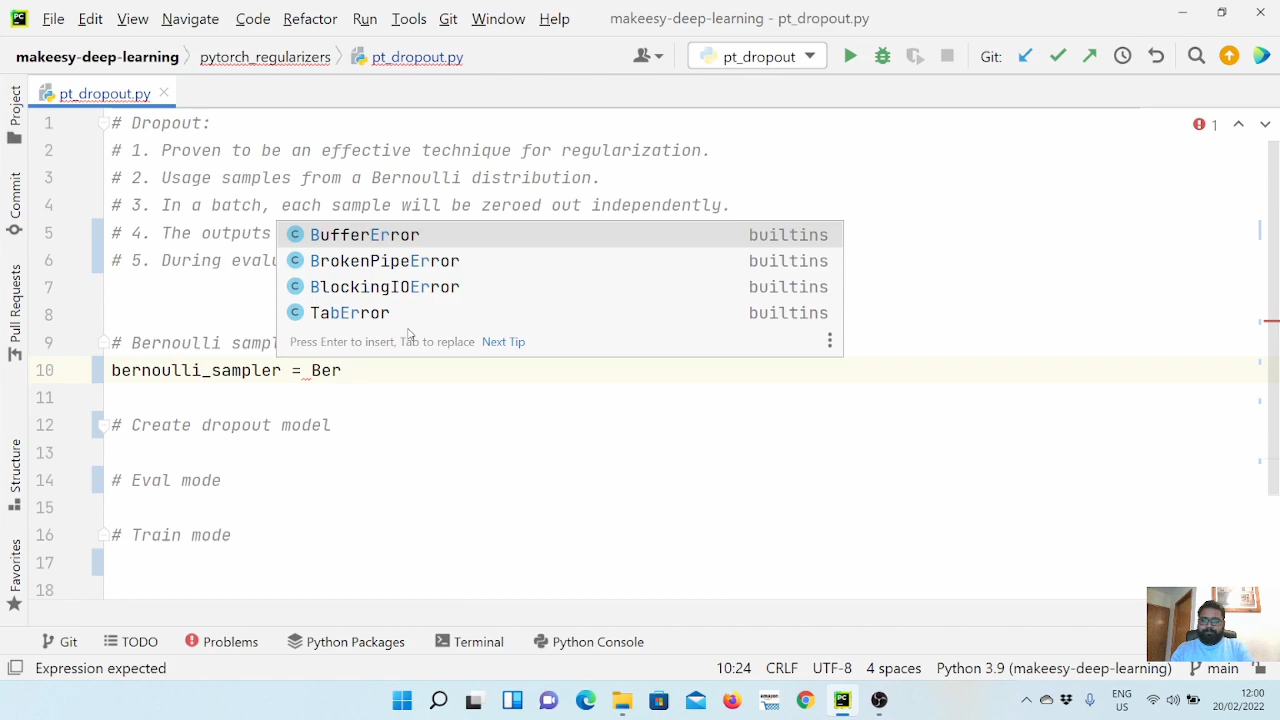 File Edit View Navigate Code Refactor Run Tools Git Window Help makeesy-deep-learning - pt_dropout.py
makeesy-deep-learning pytorch_regularizers pt_dropout.py pt_dropout Git:
pt_dropout.py
Project
Commit
Pull Requests
Structure
Favorites
1 # Dropout: 1
2 # 1. Proven to be an effective technique for regularization.
3 # 2. Usage samples from a Bernoulli distribution.
4 # 3. In a batch, each sample will be zeroed out independently.
5 # 4. The outputs
6 # 5. During evalu
7
8
9 # Bernoulli samp
10 bernoulli_sampler = Ber
11
12 # Create dropout model
13
14 # Eval mode
15
16 # Train mode
17
18
BufferError builtins
BrokenPipeError builtins
BlockingIOError builtins
TabError builtins
Press Enter to insert, Tab to replace Next Tip
Git TODO Problems Python Packages Terminal Python Console
Expression expected 10:24 CRLF UTF-8 4 spaces Python 3.9 (makeesy-deep-learning) main
ENG 12:00
US 20/02/2022